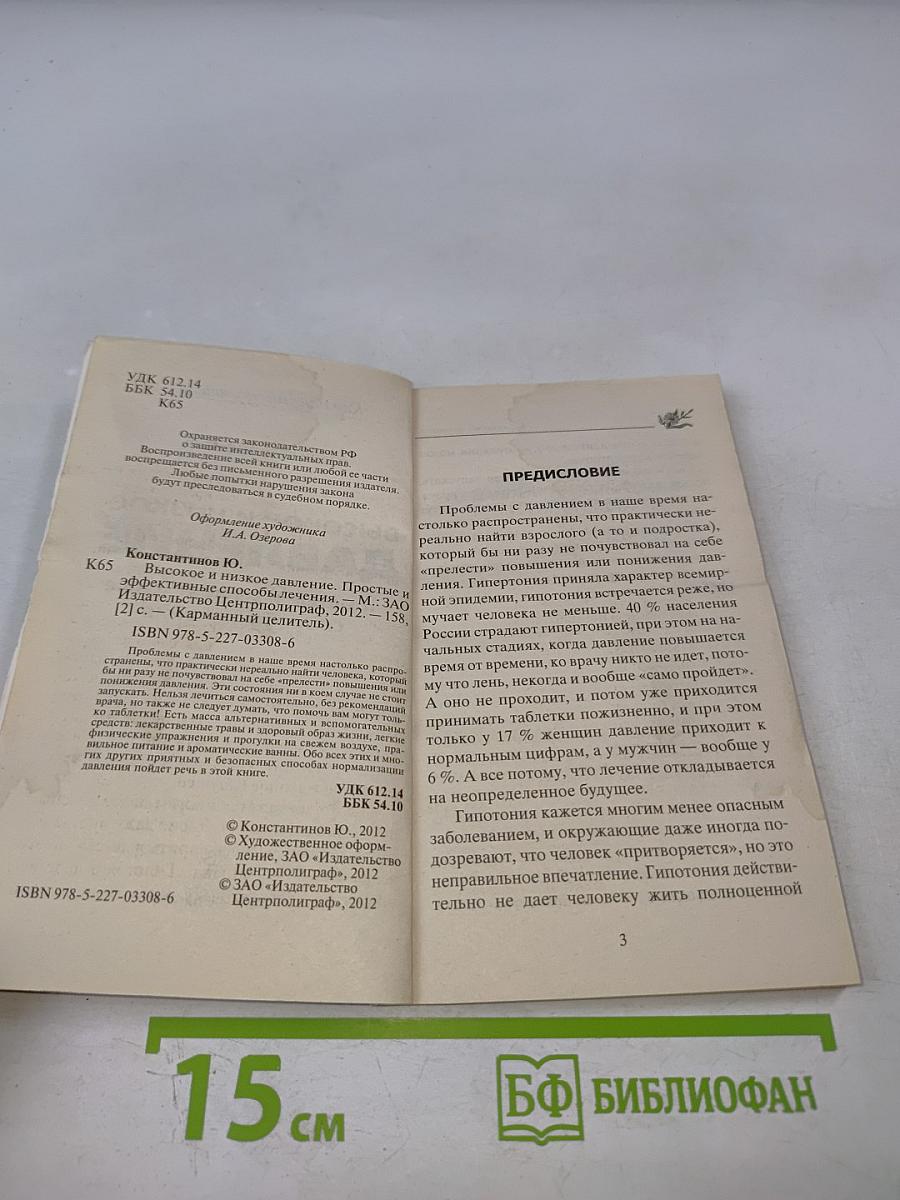 УДК 612.14
ББК 54.10
К65
Охраняется законодательством РФ
о защите интеллектуальных прав.
Воспроизведение всей книги или любой ее части
воспрещается без письменного разрешения издателя.
Любые попытки нарушения закона
будут преследоваться в судебном порядке.
Оформление художника
И.А. Озерова
Константинов Ю.
К65 Высокое и низкое давление. Простые и
эффективные способы лечения. — М.: ЗАО
Издательство Центрполиграф, 2012. — 158,
[2] с. — (Карманный целитель).
ISBN 978-5-227-03308-6
Проблемы с давлением в наше время настолько распро-
странены, что практически нереально найти человека, который
бы ни разу не почувствовал на себе «прелести» повышения или
понижения давления. Эти состояния ни в коем случае не стоит
запускать. Нельзя лечиться самостоятельно, без рекомендаций
врача, но также не следует думать, что помочь вам могут толь-
ко таблетки! Есть масса альтернативных и вспомогательных
средств: лекарственные травы и здоровый образ жизни, легкие
физические упражнения и прогулки на свежем воздухе, пра-
вильное питание и ароматические ванны. Обо всех этих и мно-
гих других приятных и безопасных способах нормализации
давления пойдет речь в этой книге.
УДК 612.14
ББК 54.10
© Константинов Ю., 2012
© Художественное оформ-
ление, ЗАО «Издательство
Центрполиграф», 2012
© ЗАО «Издательство
Центрполиграф», 2012
ISBN 978-5-227-03308-6
ПРЕДИСЛОВИЕ
Проблемы с давлением в наше время на-
столько распространены, что практически не-
реально найти взрослого (а то и подростка),
который бы ни разу не почувствовал на себе
«прелести» повышения или понижения дав-
ления. Гипертония приняла характер всемир-
ной эпидемии, гипотония встречается реже, но
мучает человека не меньше. 40 % населения
России страдают гипертонией, при этом на на-
чальных стадиях, когда давление повышается
время от времени, ко врачу никто не идет, пото-
му что лень, некогда и вообще «само пройдет».
А оно не проходит, и потом уже приходится
принимать таблетки пожизненно, и при этом
только у 17 % женщин давление приходит к
нормальным цифрам, а у мужчин — вообще у
6 %. А все потому, что лечение откладывается
на неопределенное будущее.
Гипотония кажется многим менее опасным
заболеванием, и окружающие даже иногда по-
дозревают, что человек «притворяется», но это
неправильное впечатление. Гипотония действи-
тельно не дает человеку жить полноценной
3
15 см
БФ БИБЛИОФАН